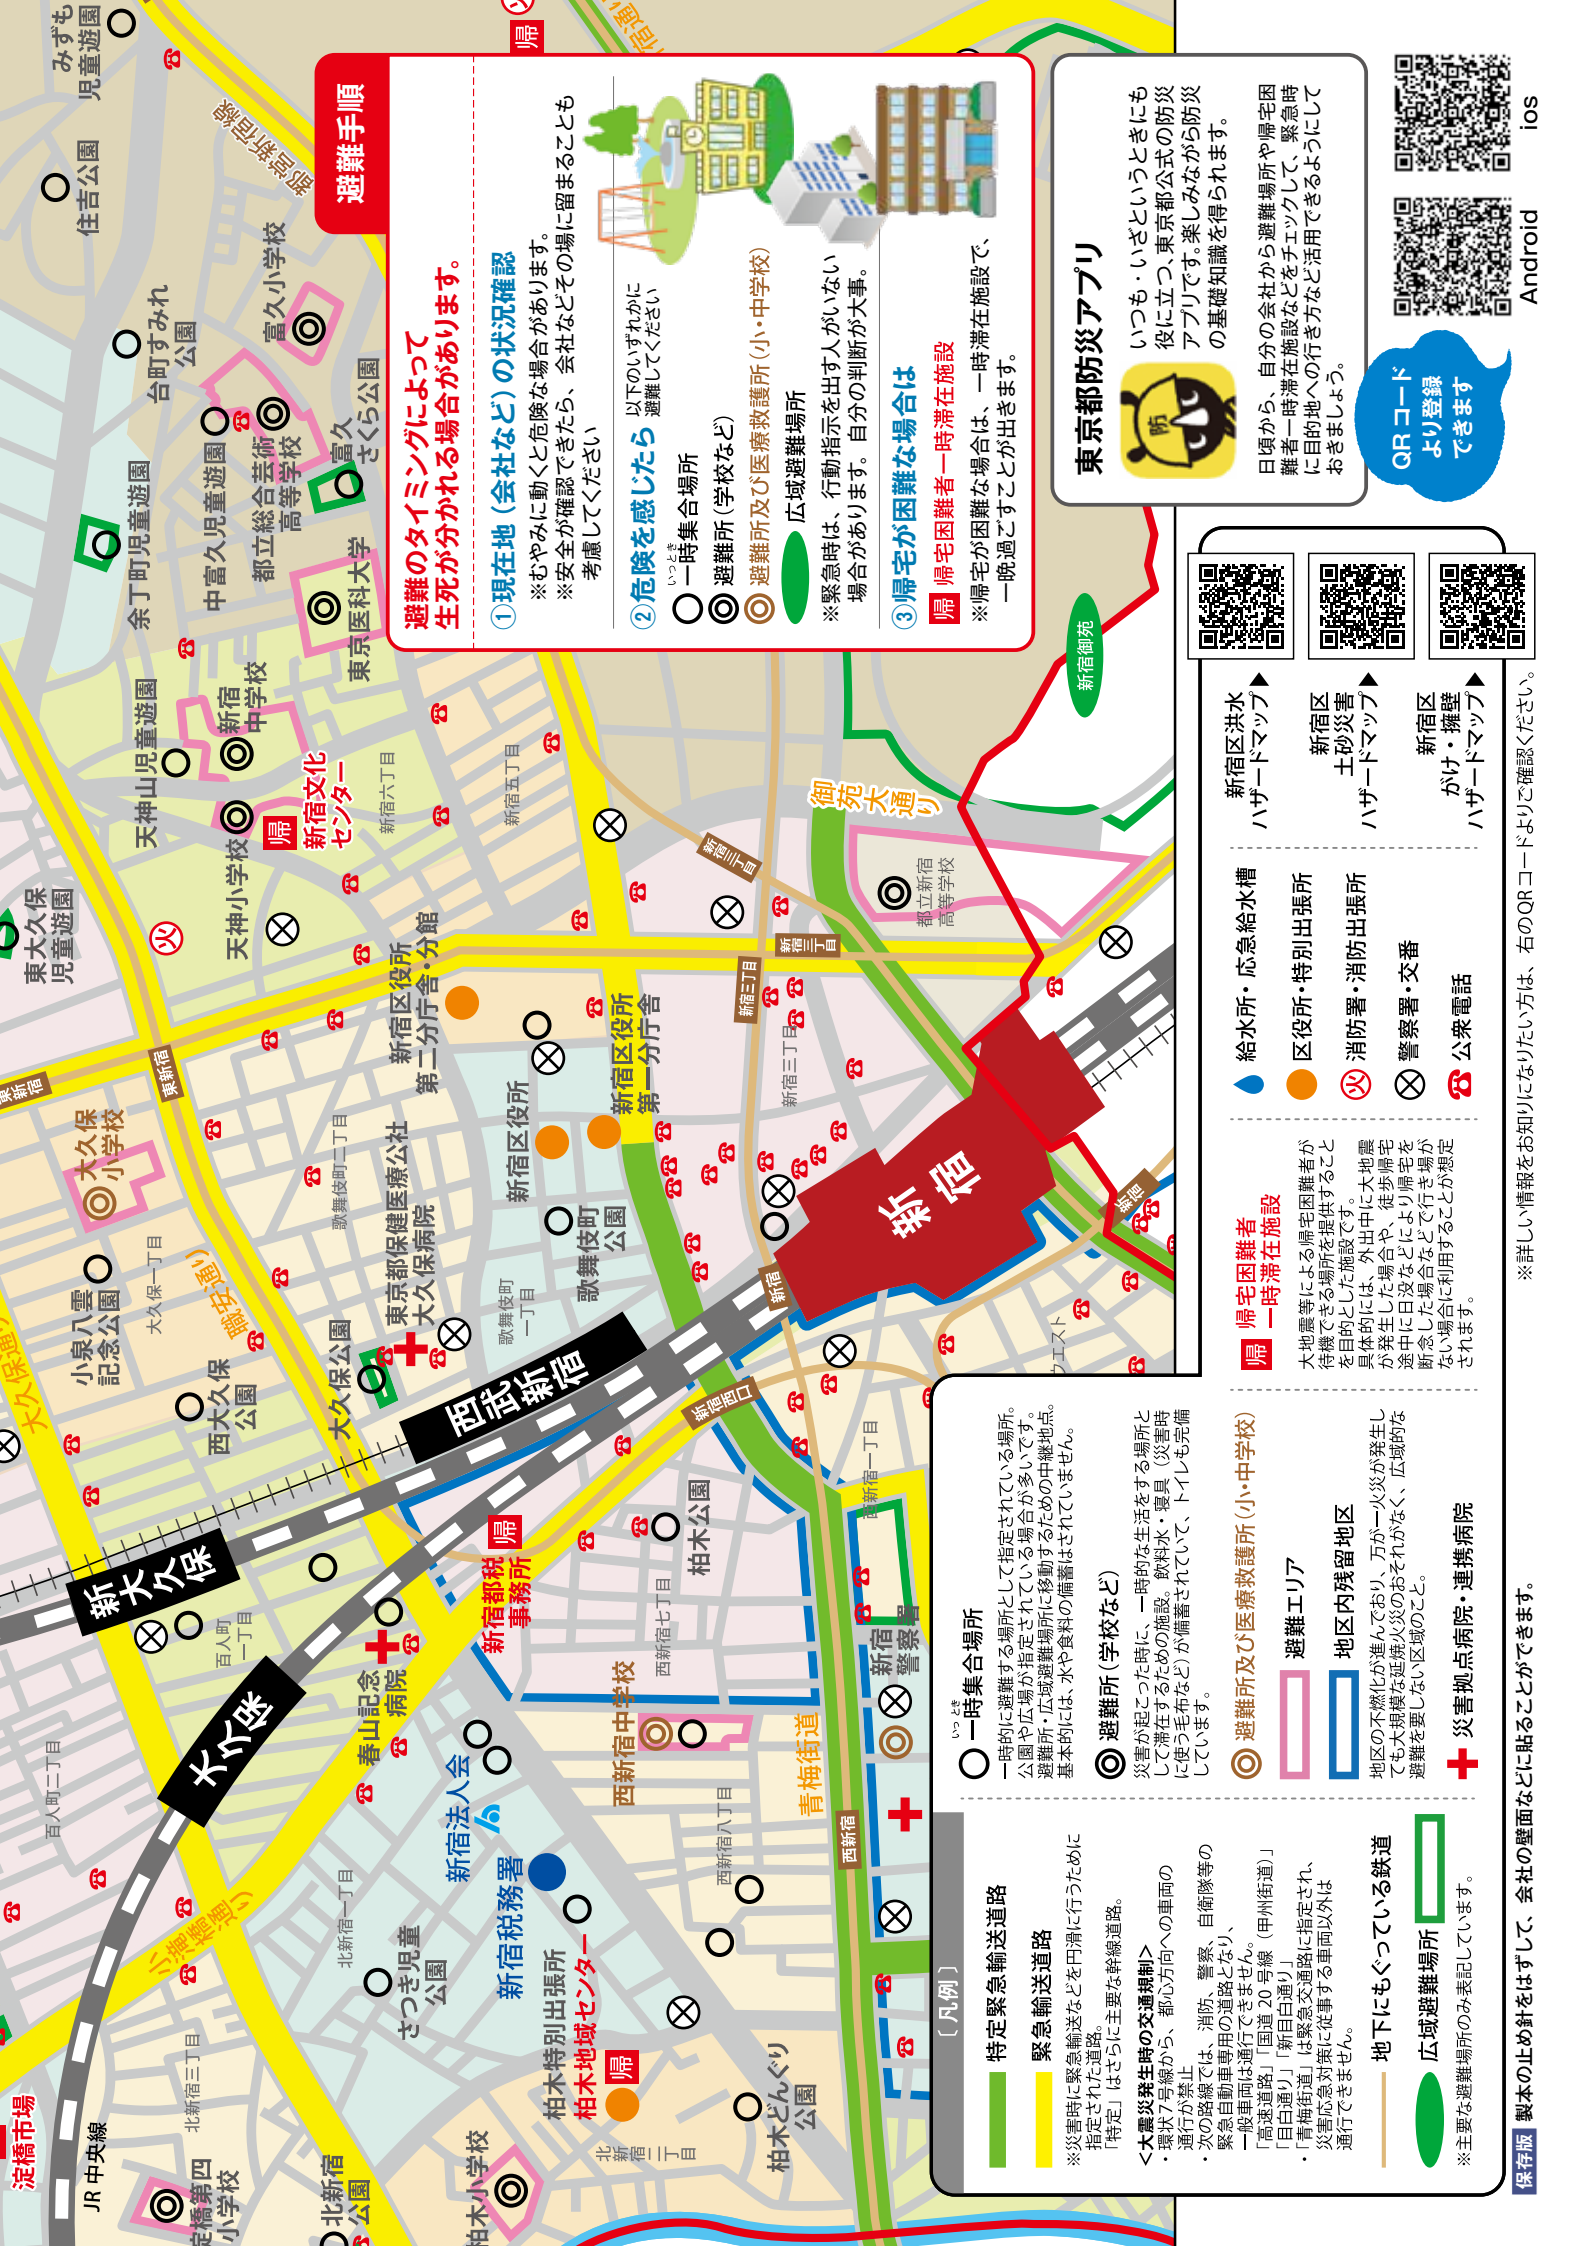 避難手順
避難のタイミングによって
生死が分かれる場合があります。
①現在地(会社など)の状況確認
※むやみに動くと危険な場合があります。
※安全が確認できたら、会社などその場に留まることも
考慮してください
②危険を感じたら
以下のいずれかに
避難してください
いっとき
一時集合場所
避難所(学校など)
避難所及び医療救護所(小・中学校)
広域避難場所
※緊急時は、行動指示を出す人がいない
場合があります。自分の判断が大事。
③帰宅が困難な場合は
帰 帰宅困難者一時滞在施設
※帰宅が困難な場合は、一時滞在施設で、
一晩過ごすことが出きます。
東京都防災アプリ
防
いつも・いざというときにも
役に立つ、東京都公式の防災
アプリです。楽しみながら防災
の基礎知識を得られます。
日頃から、自分の会社から避難場所や帰宅困
難者一時滞在施設などをチェックして、緊急時
に目的地への行き方など活用できるようにして
おきましょう。
QRコード
より登録
できます
Android
ios
〔凡例〕
特定緊急輸送道路
緊急輸送道路
※災害時に緊急輸送などを円滑に行うために
指定された道路。
「特定」はさらに主要な幹線道路。
<大震災発生時の交通規制>
・環状7号線から、都心方向への車両の
通行が禁止
・次の路線では、消防、警察、自衛隊等の
緊急自動車専用の道路となり、
一般車両は通行できません。
「高速道路」「国道20号線(甲州街道)」
「目白通り」「新目白通り」
・「青梅街道」は緊急交通路に指定され、
災害応急対策に従事する車両以外は
通行できません。
地下にもぐっている鉄道
広域避難場所
※主要な避難場所のみ表記しています。
いっとき
一時集合場所
一時的に避難する場所として指定されている場所。
公園や広場が指定されている場合が多いです。
避難所・広域避難場所に移動するための中継地点。
基本的には、水や食料の備蓄はされていません。
避難所(学校など)
災害が起こった時に、一時的な生活をする場所と
して滞在するための施設。飲料水・寝具(災害時
に使う毛布など)が備蓄されていて、トイレも完備
しています。
避難所及び医療救護所(小・中学校)
避難エリア
地区内残留地区
地区の不燃化が進んでおり、万が一火災が発生し
ても大規模な延焼火災のおそれがなく、広域的な
避難を要しない区域のこと。
災害拠点病院・連携病院
帰 帰宅困難者
一時滞在施設
大地震等による帰宅困難者が
待機できる場所を提供すること
を目的とした施設です。
具体的には、外出中に大地震
が発生した場合や、徒歩帰宅
途中に日没などにより帰宅を
断念した場合などで行き場が
ない場合に利用することが想定
されます。
給水所・応急給水槽
区役所・特別出張所
火 消防署・消防出張所
警察署・交番
公衆電話
新宿区洪水
ハザードマップ▶
新宿区
土砂災害
ハザードマップ▶
新宿区
がけ・擁壁
ハザードマップ▶
※詳しい情報をお知りになりたい方は、右のQRコードよりご確認ください。
保存版 製本の止め針をはずして、会社の壁面などに貼ることができます。
みずも
児童遊園
住吉公園
都営新宿線
台町すみれ
公園
富久小学校
余丁町児童遊園
中富久児童遊園
都立総合芸術
高等学校
富久
さくら公園
東京医科大学
天神山児童遊園
新宿
中学校
帰
新宿文化
センター
天神小学校
新宿六丁目
新宿五丁目
東大久保
児童遊園
火
新宿区役所
第二分庁舎・分館
新宿区役所
第一分庁舎
新宿区役所
東新宿
東新宿
大久保
小学校
歌舞伎町二丁目
東京都保健医療公社
大久保病院
歌舞伎町
公園
歌舞伎町
一丁目
新宿三丁目
新宿三丁目
新宿三丁目
新宿三丁目
御苑大通り
都立新宿
高等学校
新宿御苑
新宿
新宿
新宿
ウエスト
小泉八雲
記念公園
大久保一丁目
職安通り
大久保通り
西大久保
公園
大久保公園
西武新宿
新大久保
大久保
百人町
一丁目
百人町二丁目
新宿西口
西新宿一丁目
柏木公園
帰
新宿都税
事務所
西新宿七丁目
新宿
警察署
春山記念
病院
西新宿中学校
青梅街道
西新宿
西新宿八丁目
新宿法人会
新宿税務署
小滝橋通り
北新宿一丁目
さつき児童
公園
柏木特別出張所
柏木地域センター
帰
柏木どんぐり
公園
北新宿三丁目
北
新宿
二丁目
淀橋市場
JR中央線
淀橋第四
小学校
北新宿
公園
柏木小学校
帰